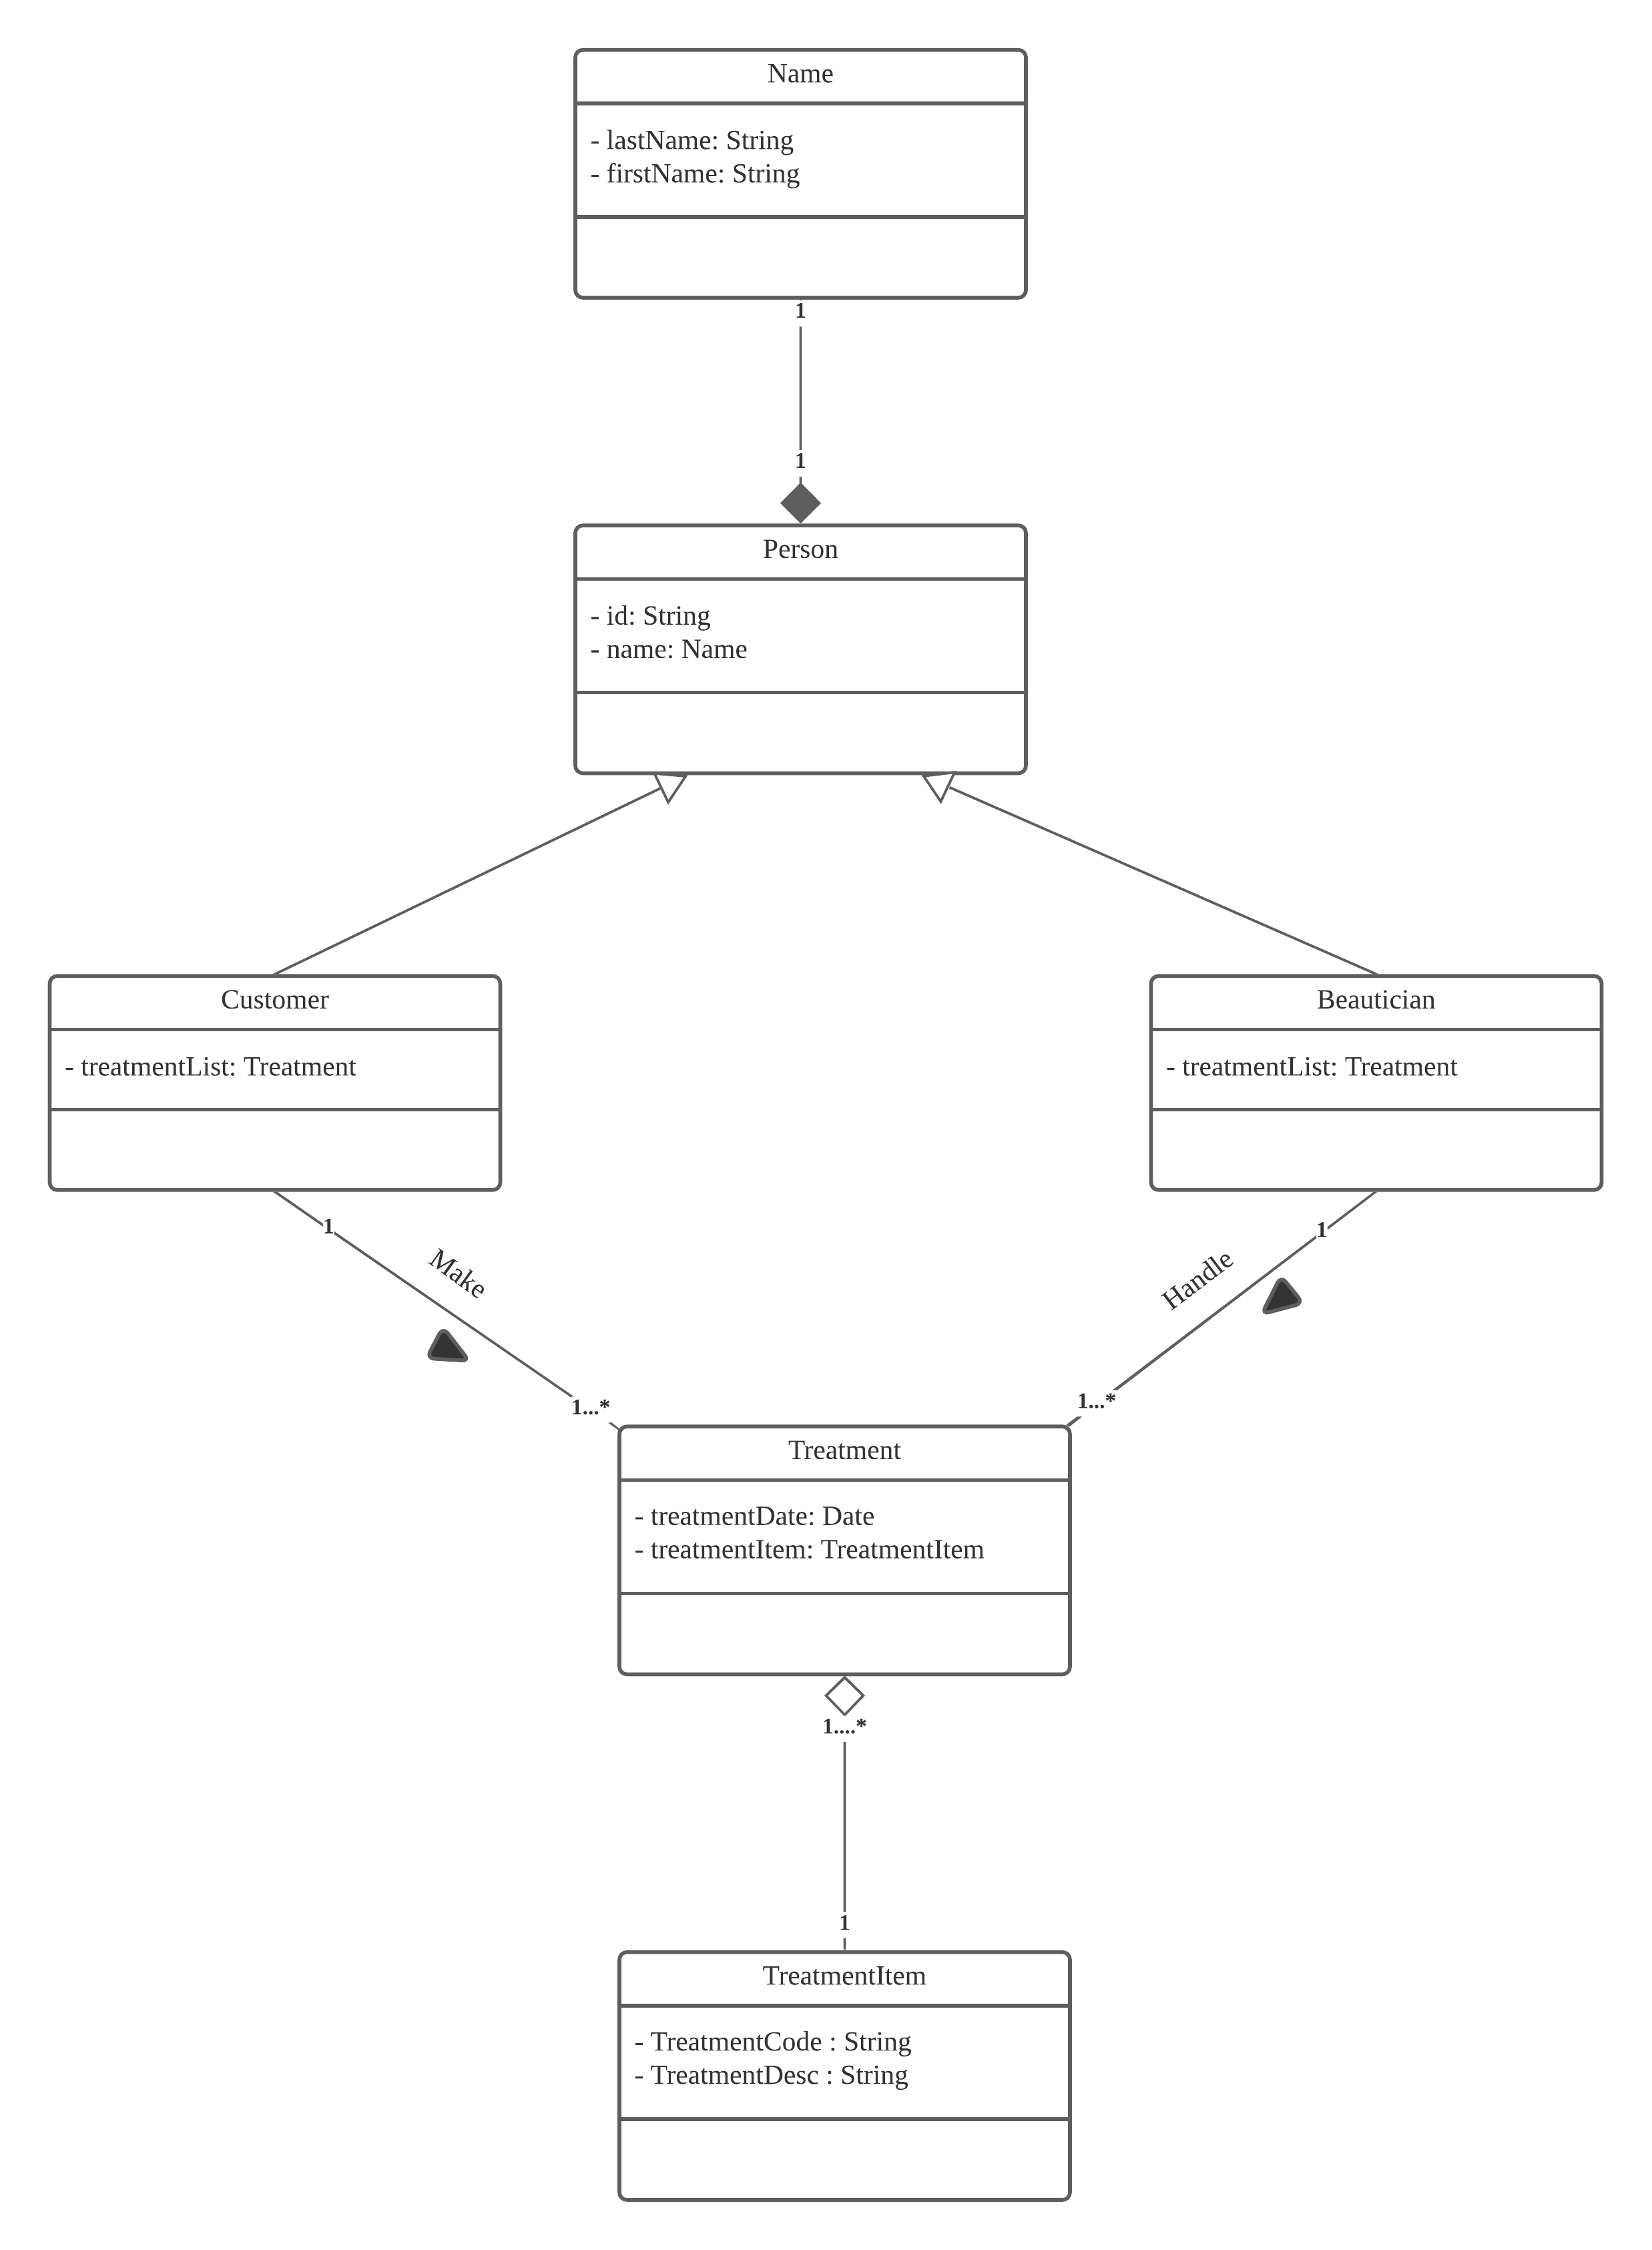 Name
- lastName: String
- firstName: String
1
1
Person
- id: String
- name: Name
Customer
- treatmentList: Treatment
Beautician
- treatmentList: Treatment
1
Make
1...*
1
Handle
1...*
Treatment
- treatmentDate: Date
- treatmentItem: TreatmentItem
1....*
1
TreatmentItem
- TreatmentCode : String
- TreatmentDesc : String